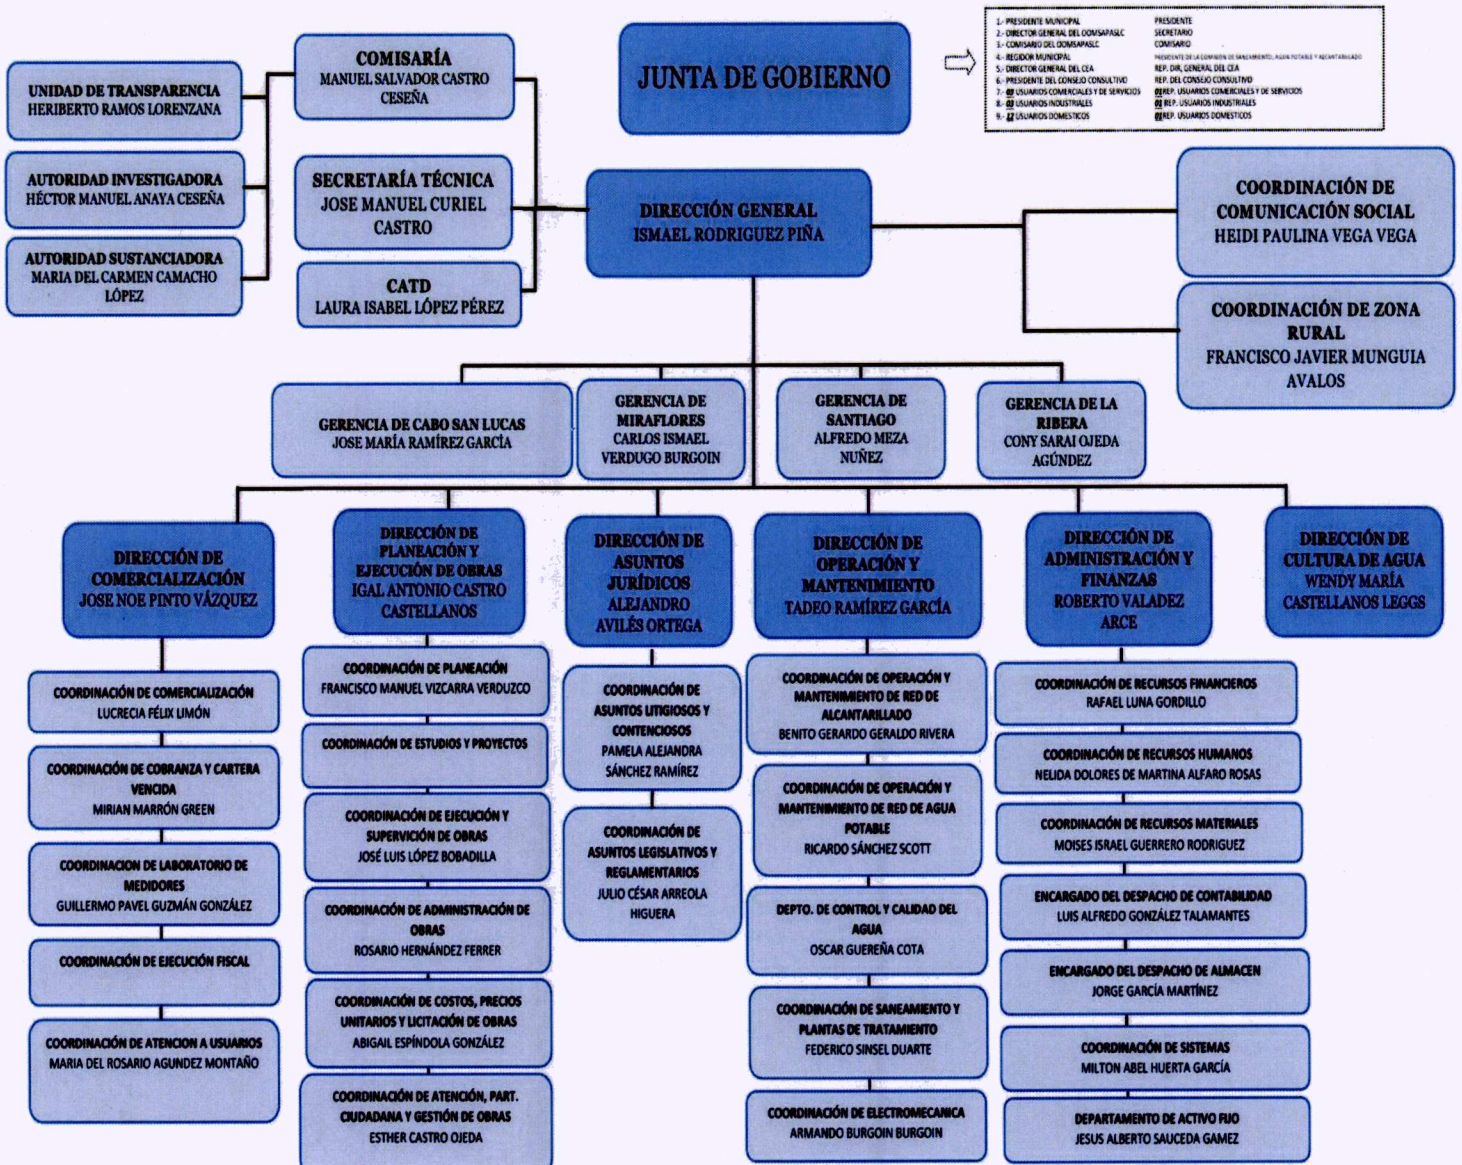 JUNTA DE GOBIERNO
1.- PRESIDENTE MUNICIPAL PRESIDENTE
2.- DIRECTOR GENERAL DEL OOMSAPASLC SECRETARIO
3.- COMISARIO DEL OOMSAPASLC COMISARIO
4.- REGIDOR MUNICIPAL PRESIDENTE DE LA COMISION DE SANEAMIENTO, AGUA POTABLE Y ALCANTARILLADO
5.- DIRECTOR GENERAL DEL CEA REP. DIR, GENERAL DEL CEA
6.- PRESIDENTE DEL CONSEJO CONSULTIVO REP. DEL CONSEJO CONSULTIVO
7.- 03 USUARIOS COMERCIALES Y DE SERVICIOS 01 REP. USUARIOS COMERCIALES Y DE SERVICIOS
8.- 03 USUARIOS INDUSTRIALES 01 REP. USUARIOS INDUSTRIALES
9.- 12 USUARIOS DOMESTICOS 01 REP. USUARIOS DOMESTICOS
COMISARÍA
MANUEL SALVADOR CASTRO
CESEÑA
UNIDAD DE TRANSPARENCIA
HERIBERTO RAMOS LORENZANA
AUTORIDAD INVESTIGADORA
HÉCTOR MANUEL ANAYA CESEÑA
AUTORIDAD SUSTANCIADORA
MARIA DEL CARMEN CAMACHO
LÓPEZ
SECRETARÍA TÉCNICA
JOSE MANUEL CURIEL
CASTRO
CATD
LAURA ISABEL LÓPEZ PÉREZ
DIRECCIÓN GENERAL
ISMAEL RODRIGUEZ PIÑA
COORDINACIÓN DE
COMUNICACIÓN SOCIAL
HEIDI PAULINA VEGA VEGA
COORDINACIÓN DE ZONA
RURAL
FRANCISCO JAVIER MUNGUIA
AVALOS
GERENCIA DE CABO SAN LUCAS
JOSE MARÍA RAMÍREZ GARCÍA
GERENCIA DE
MIRAFLORES
CARLOS ISMAEL
VERDUGO BURGOIN
GERENCIA DE
SANTIAGO
ALFREDO MEZA
NUÑEZ
GERENCIA DE LA
RIBERA
CONY SARAI OJEDA
AGÚNDEZ
DIRECCIÓN DE
COMERCIALIZACIÓN
JOSE NOE PINTO VÁZQUEZ
COORDINACIÓN DE COMERCIALIZACIÓN
LUCRECIA FÉLIX LIMÓN
COORDINACIÓN DE COBRANZA Y CARTERA
VENCIDA
MIRIAN MARRÓN GREEN
COORDINACION DE LABORATORIO DE
MEDIDORES
GUILLERMO PAVEL GUZMÁN GONZÁLEZ
COORDINACIÓN DE EJECUCIÓN FISCAL
COORDINACIÓN DE ATENCION A USUARIOS
MARIA DEL ROSARIO AGUNDEZ MONTAÑO
DIRECCIÓN DE
PLANEACIÓN Y
EJECUCIÓN DE OBRAS
IGAL ANTONIO CASTRO
CASTELLANOS
COORDINACIÓN DE PLANEACIÓN
FRANCISCO MANUEL VIZCARRA VERDUZCO
COORDINACIÓN DE ESTUDIOS Y PROYECTOS
COORDINACIÓN DE EJECUCIÓN Y
SUPERVICIÓN DE OBRAS
JOSÉ LUIS LÓPEZ BOBADILLA
COORDINACIÓN DE ADMINISTRACIÓN DE
OBRAS
ROSARIO HERNÁNDEZ FERRER
COORDINACIÓN DE COSTOS, PRECIOS
UNITARIOS Y LICITACIÓN DE OBRAS
ABIGAIL ESPÍNDOLA GONZÁLEZ
COORDINACIÓN DE ATENCIÓN, PART.
CIUDADANA Y GESTIÓN DE OBRAS
ESTHER CASTRO OJEDA
DIRECCIÓN DE
ASUNTOS
JURÍDICOS
ALEJANDRO
AVILÉS ORTEGA
COORDINACIÓN DE
ASUNTOS LITIGIOSOS Y
CONTENCIOSOS
PAMELA ALEJANDRA
SÁNCHEZ RAMÍREZ
COORDINACIÓN DE
ASUNTOS LEGISLATIVOS Y
REGLAMENTARIOS
JULIO CÉSAR ARREOLA
HIGUERA
DIRECCIÓN DE
OPERACIÓN Y
MANTENIMIENTO
TADEO RAMÍREZ GARCÍA
COORDINACIÓN DE OPERACIÓN Y
MANTENIMIENTO DE RED DE
ALCANTARILLADO
BENITO GERARDO GERALDO RIVERA
COORDINACIÓN DE OPERACIÓN Y
MANTENIMIENTO DE RED DE AGUA
POTABLE
RICARDO SÁNCHEZ SCOTT
DEPTO. DE CONTROL Y CALIDAD DEL
AGUA
OSCAR GUEREÑA COTA
COORDINACIÓN DE SANEAMIENTO Y
PLANTAS DE TRATAMIENTO
FEDERICO SINSEL DUARTE
COORDINACIÓN DE ELECTROMECANICA
ARMANDO BURGOIN BURGOIN
DIRECCIÓN DE
ADMINISTRACIÓN Y
FINANZAS
ROBERTO VALADEZ
ARCE
COORDINACIÓN DE RECURSOS FINANCIEROS
RAFAEL LUNA GORDILLO
COORDINACIÓN DE RECURSOS HUMANOS
NELIDA DOLORES DE MARTINA ALFARO ROSAS
COORDINACIÓN DE RECURSOS MATERIALES
MOISES ISRAEL GUERRERO RODRIGUEZ
ENCARGADO DEL DESPACHO DE CONTABILIDAD
LUIS ALFREDO GONZÁLEZ TALAMANTES
ENCARGADO DEL DESPACHO DE ALMACEN
JORGE GARCÍA MARTÍNEZ
COORDINACIÓN DE SISTEMAS
MILTON ABEL HUERTA GARCÍA
DEPARTAMENTO DE ACTIVO FIJO
JESUS ALBERTO SAUCEDA GAMEZ
DIRECCIÓN DE
CULTURA DE AGUA
WENDY MARÍA
CASTELLANOS LEGGS